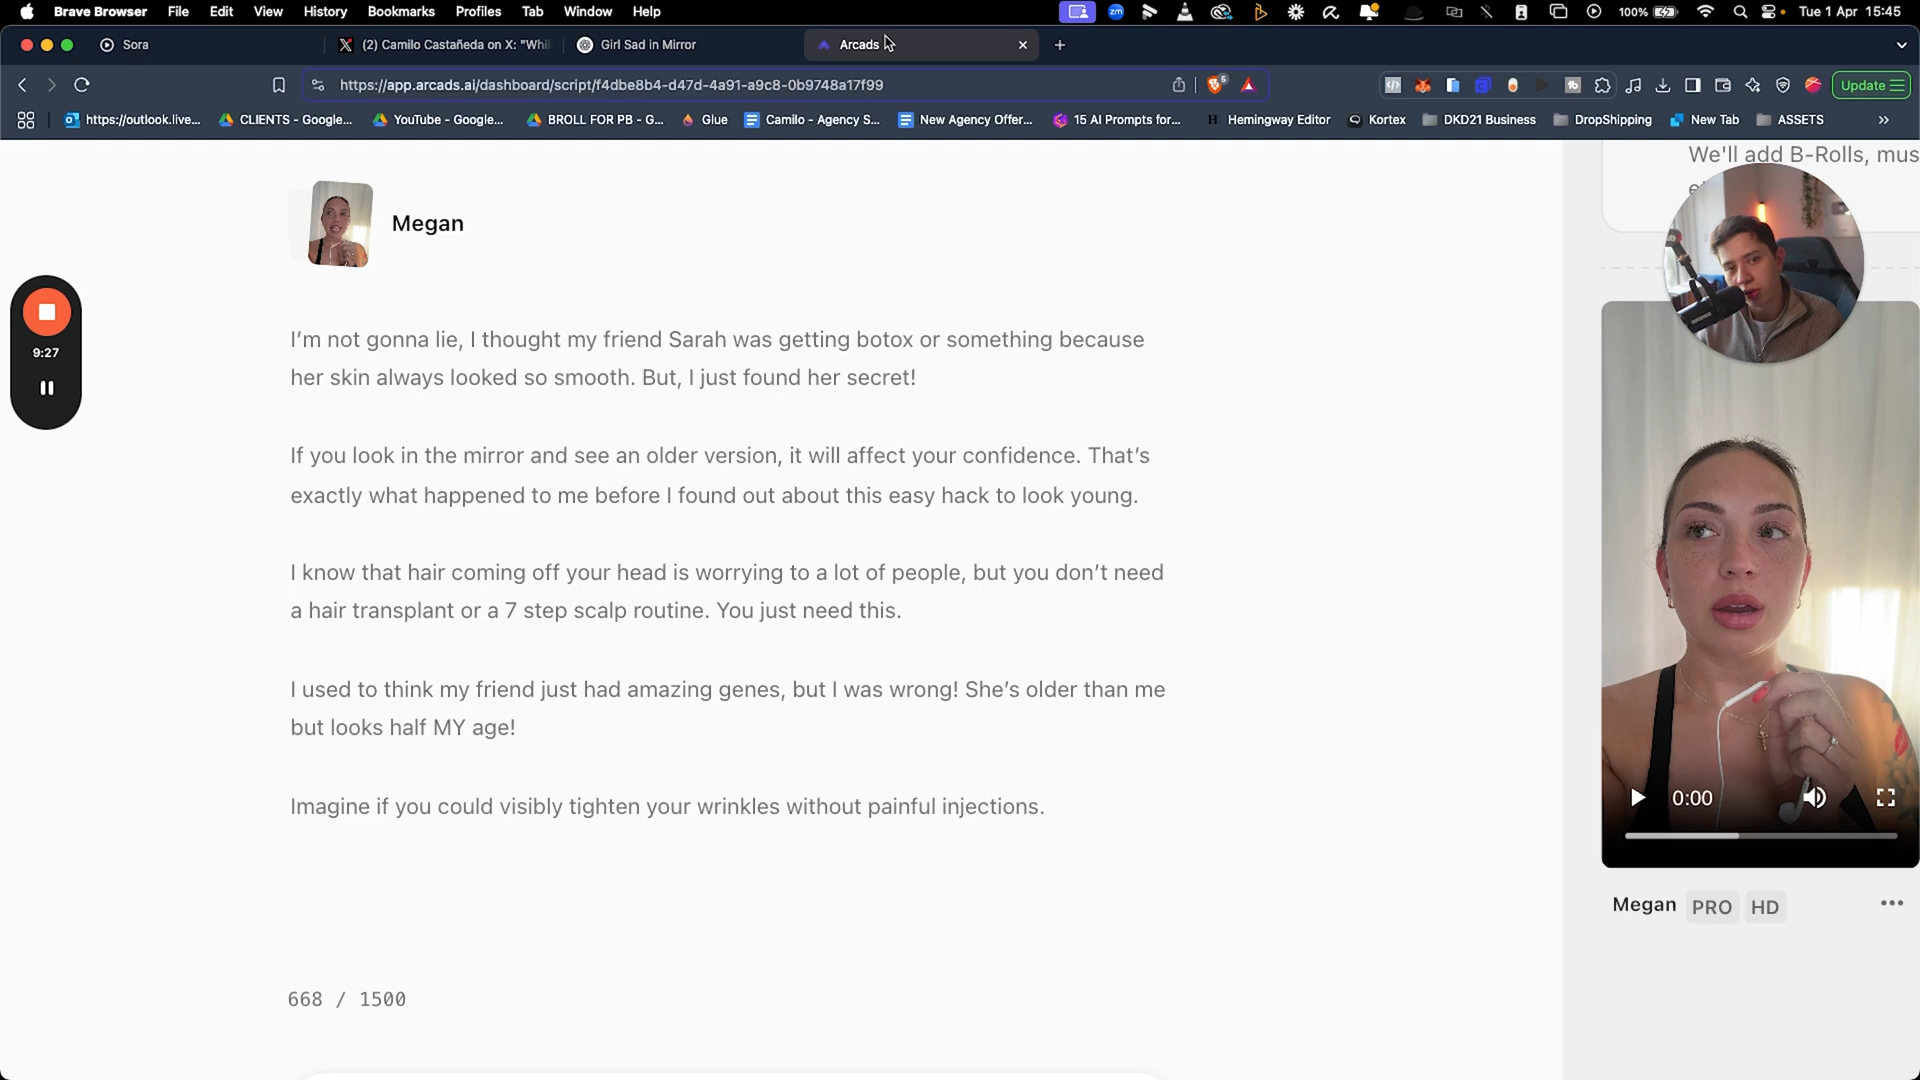 Brave Browser File Edit View History Bookmarks Profiles Tab Window Help
zm 100% Tue 1 Apr 15:45
Sora (2) Camilo Castañeda on X: "Whil Girl Sad in Mirror Arcads
https://app.arcads.ai/dashboard/script/f4dbe8b4-d47d-4a91-a9c8-0b9748a17f99 5 Update
https://outlook.live... CLIENTS - Google... YouTube - Google... BROLL FOR PB - G... Glue Camilo - Agency S... New Agency Offer... 15 AI Prompts for... Hemingway Editor Kortex DKD21 Business DropShipping New Tab ASSETS
We'll add B-Rolls, mus
Megan
9:27
I'm not gonna lie, I thought my friend Sarah was getting botox or something because
her skin always looked so smooth. But, I just found her secret!
If you look in the mirror and see an older version, it will affect your confidence. That's
exactly what happened to me before I found out about this easy hack to look young.
I know that hair coming off your head is worrying to a lot of people, but you don't need
a hair transplant or a 7 step scalp routine. You just need this.
I used to think my friend just had amazing genes, but I was wrong! She's older than me
but looks half MY age!
Imagine if you could visibly tighten your wrinkles without painful injections.
668 / 1500
0:00
Megan PRO HD